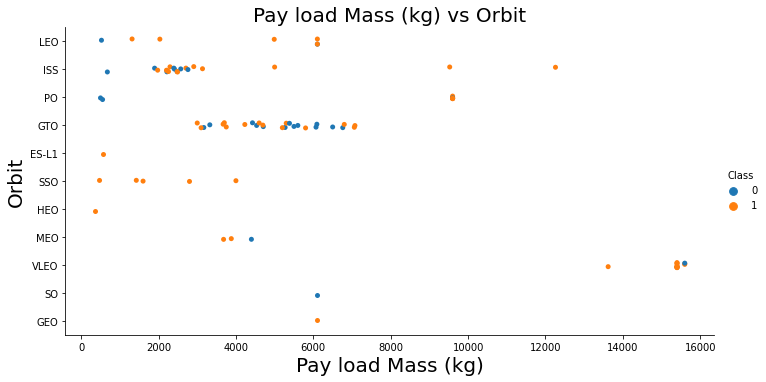 Pay load Mass (kg) vs Orbit
Orbit
LEO
ISS
PO
GTO
ES-L1
SSO
HEO
MEO
VLEO
SO
GEO
0 2000 4000 6000 8000 10000 12000 14000 16000
Pay load Mass (kg)
Class
0
1